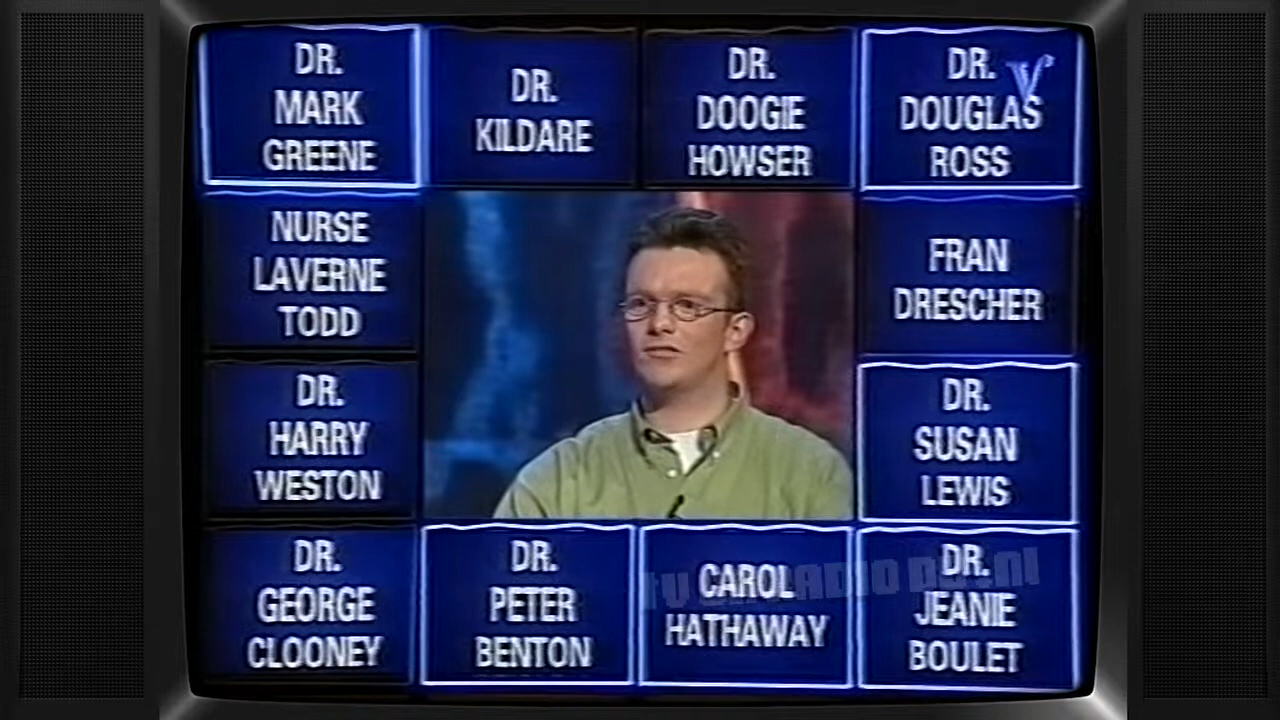 DR.
MARK
GREENE
DR.
KILDARE
DR.
DOOGIE
HOWSER
DR.
DOUGLAS
ROSS
NURSE
LAVERNE
TODD
FRAN
DRESCHER
DR.
HARRY
WESTON
DR.
SUSAN
LEWIS
DR.
GEORGE
CLOONEY
DR.
PETER
BENTON
CAROL
HATHAWAY
DR.
JEANIE
BOULET
V